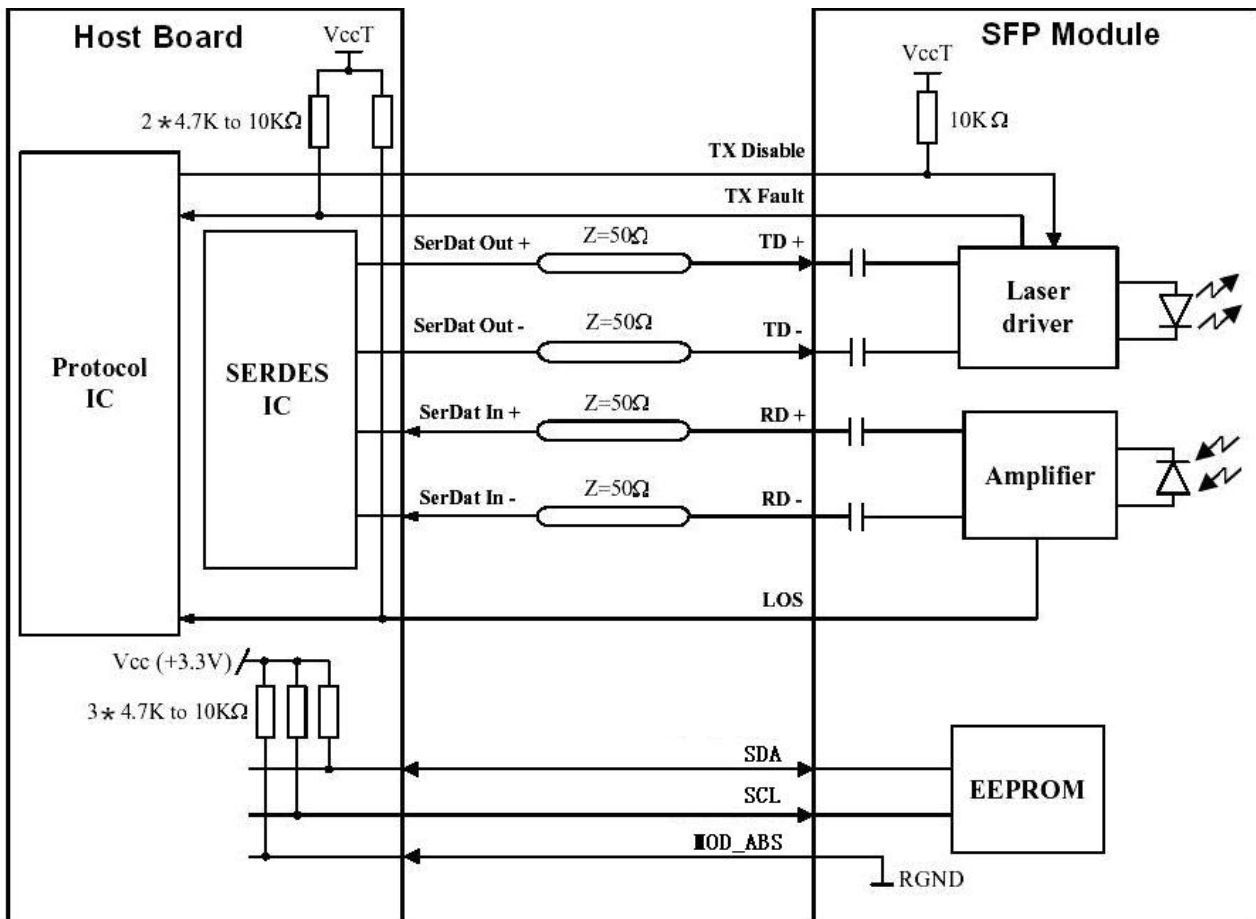 Host Board
VccT
2*4.7K to 10KΩ
SFP Module
VccT
10KΩ
TX Disable
TX Fault
SerDat Out +
Z=50Ω
TD +
SerDat Out -
Z=50Ω
TD -
Laser
driver
Protocol
IC
SERDES
IC
SerDat In +
Z=50Ω
RD +
SerDat In -
Z=50Ω
RD -
Amplifier
LOS
Vcc (+3.3V)
3* 4.7K to 10KΩ
SDA
SCL
MOD_ABS
EEPROM
RGND